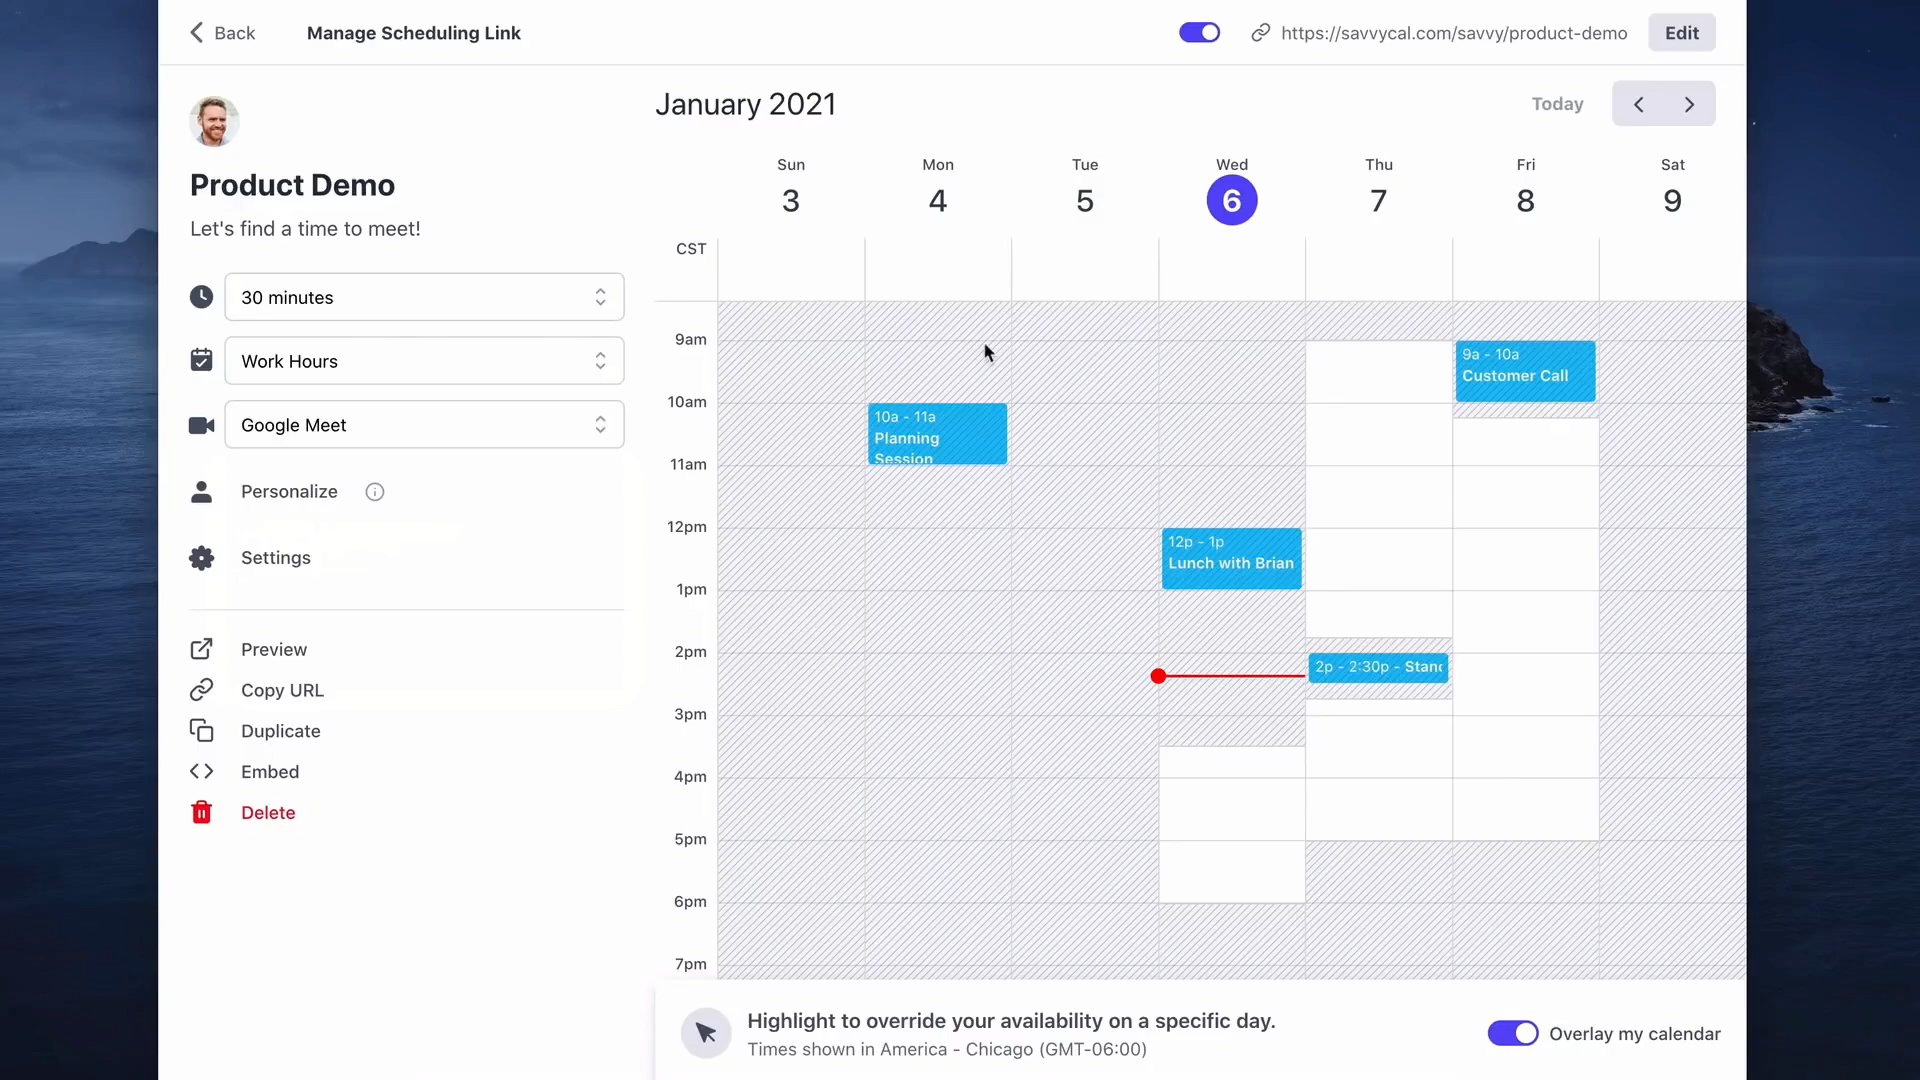 Back
Manage Scheduling Link
https://savvycal.com/savvy/product-demo
Edit
Product Demo
Let's find a time to meet!
30 minutes
Work Hours
Google Meet
Personalize
Settings
Preview
Copy URL
Duplicate
Embed
Delete
January 2021
Today
Sun Mon Tue Wed Thu Fri Sat
3 4 5 6 7 8 9
CST
9am
10am
11am
12pm
1pm
2pm
3pm
4pm
5pm
6pm
7pm
10a - 11a
Planning
Session
12p - 1p
Lunch with Brian
2p - 2:30p -
9a - 10a
Customer Call
Highlight to override your availability on a specific day.
Times shown in America - Chicago (GMT-06:00)
Overlay my calendar